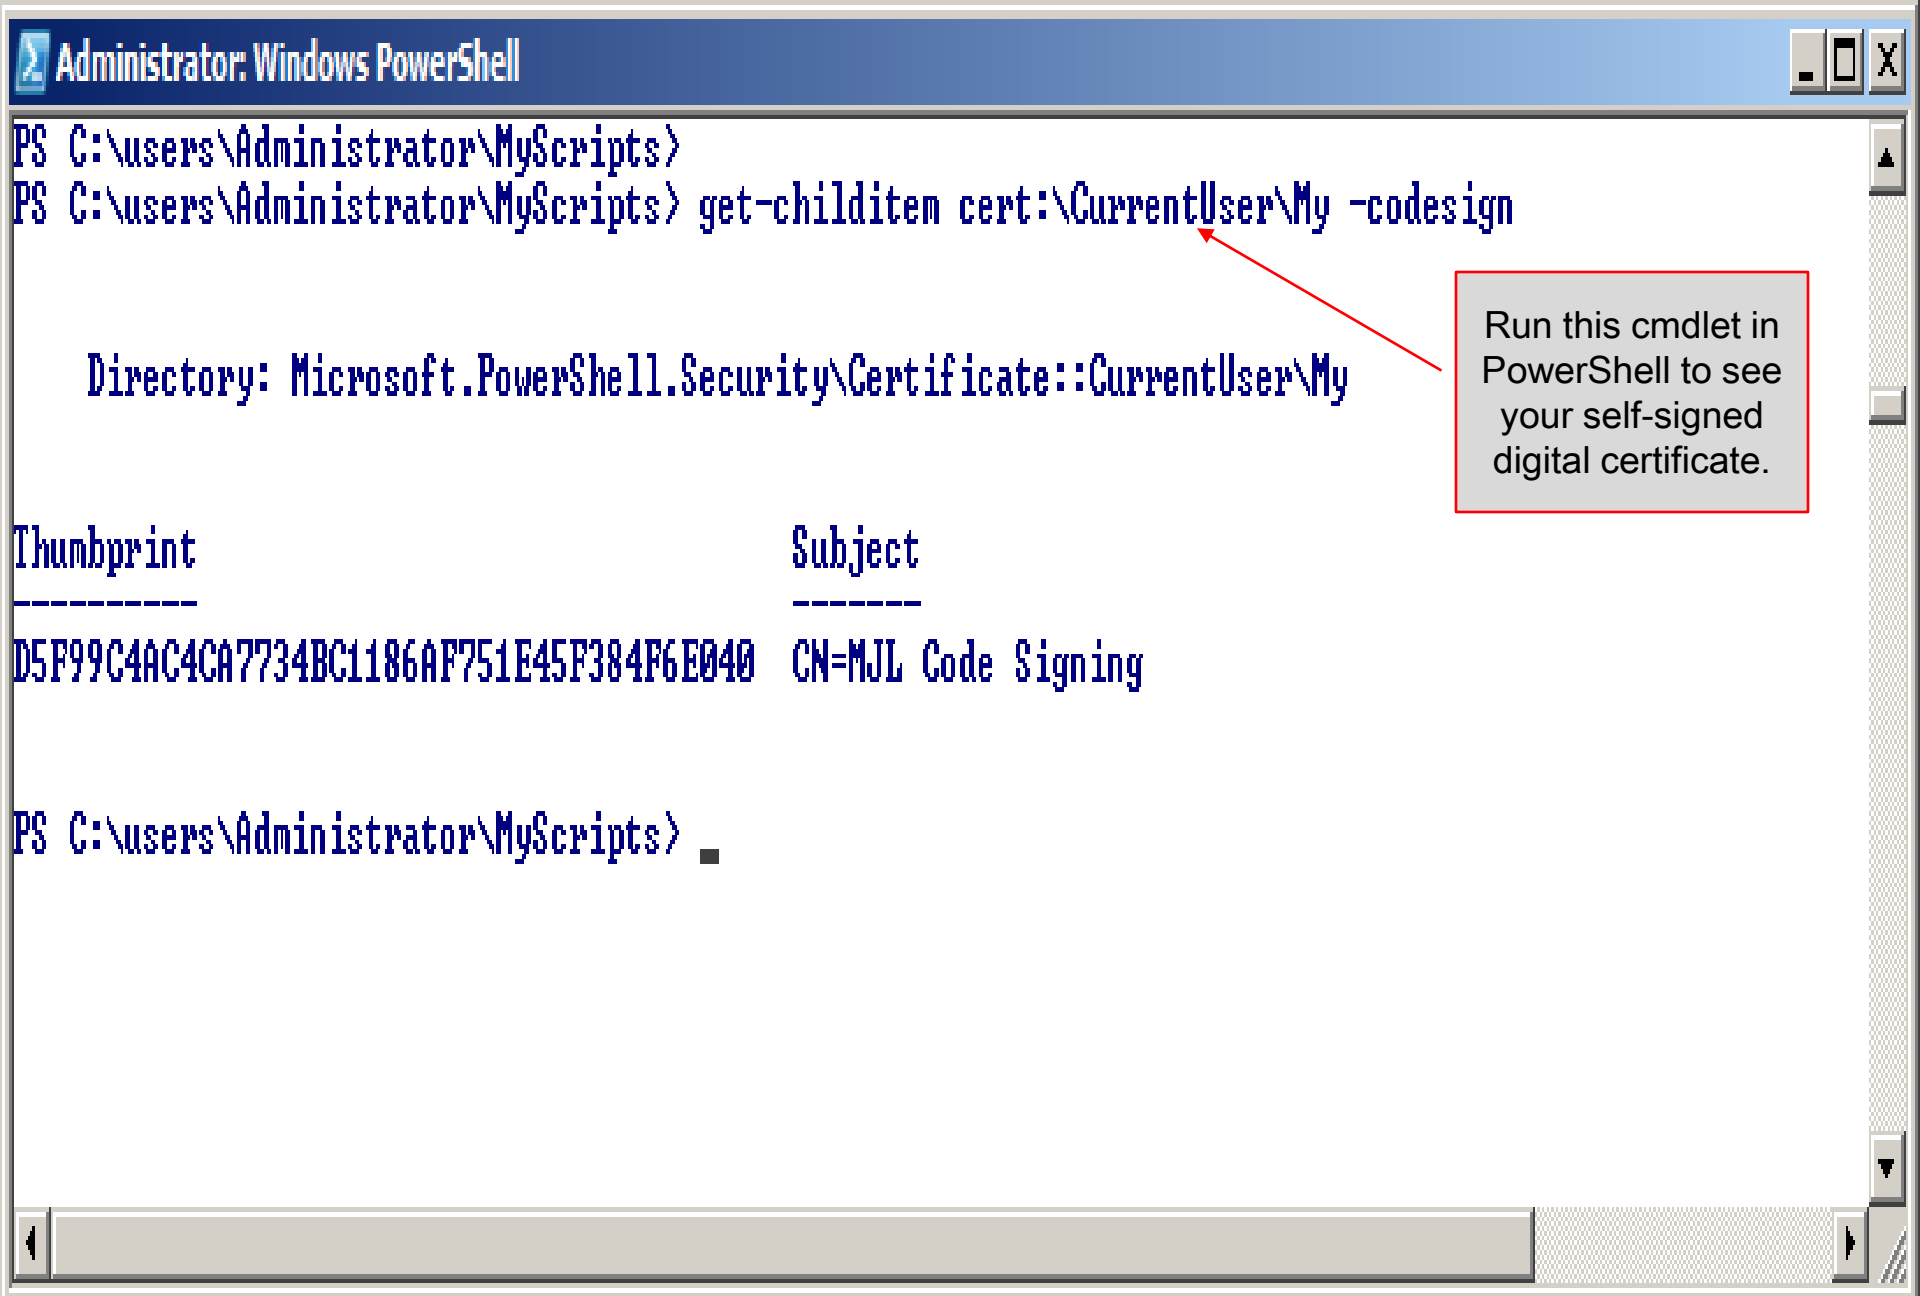 Administrator: Windows PowerShell
PS C:\users\Administrator\MyScripts>
PS C:\users\Administrator\MyScripts> get-childitem cert:\CurrentUser\My -codesign
Run this cmdlet in
PowerShell to see
your self-signed
digital certificate.
Directory: Microsoft.PowerShell.Security\Certificate::CurrentUser\My
Thumbprint Subject
---------- -------
D5F99C4AC4CA7734BC1186AF751E45F384F6E040 CN=MJL Code Signing
PS C:\users\Administrator\MyScripts> _